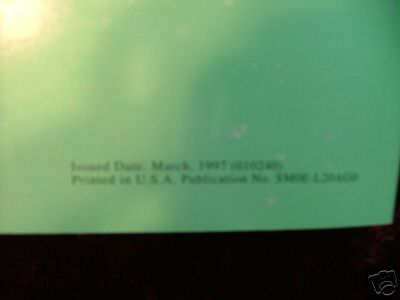 Issued Date: March, 1997 (010240)
Printed in U.S.A. Publication No. SM0E-L20AG0